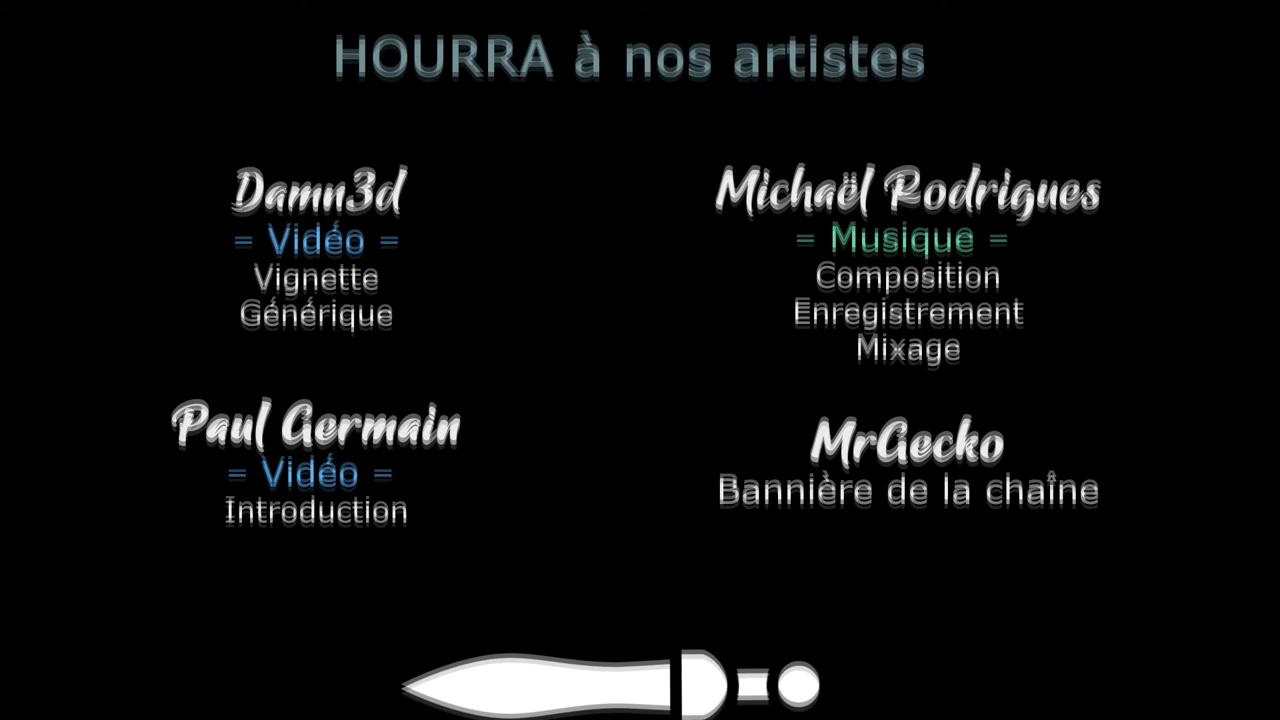 HOURRA à nos artistes
Damn3d
= Vidéo =
Vignette
Générique
Paul Germain
= Vidéo =
Introduction
Michaël Rodrigues
= Musique =
Composition
Enregistrement
Mixage
MrGecko
Bannière de la chaîne